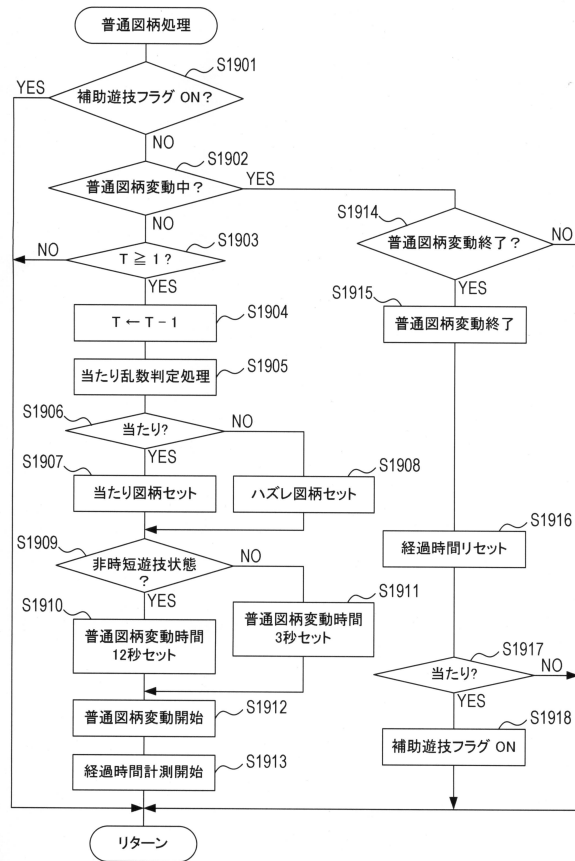 普通図柄処理
S1901
YES
補助遊技フラグ ON？
NO
S1902
普通図柄変動中？
YES
NO
S1903
NO
T ≧ 1？
YES
T ← T - 1
S1904
当たり乱数判定処理
S1905
S1906
当たり?
NO
YES
S1907
当たり図柄セット
S1908
ハズレ図柄セット
S1909
非時短遊技状態
？
NO
YES
S1910
普通図柄変動時間
12秒セット
S1911
普通図柄変動時間
3秒セット
普通図柄変動開始
S1912
経過時間計測開始
S1913
リターン
S1914
普通図柄変動終了？
NO
YES
S1915
普通図柄変動終了
S1916
経過時間リセット
S1917
当たり?
NO
YES
S1918
補助遊技フラグ ON